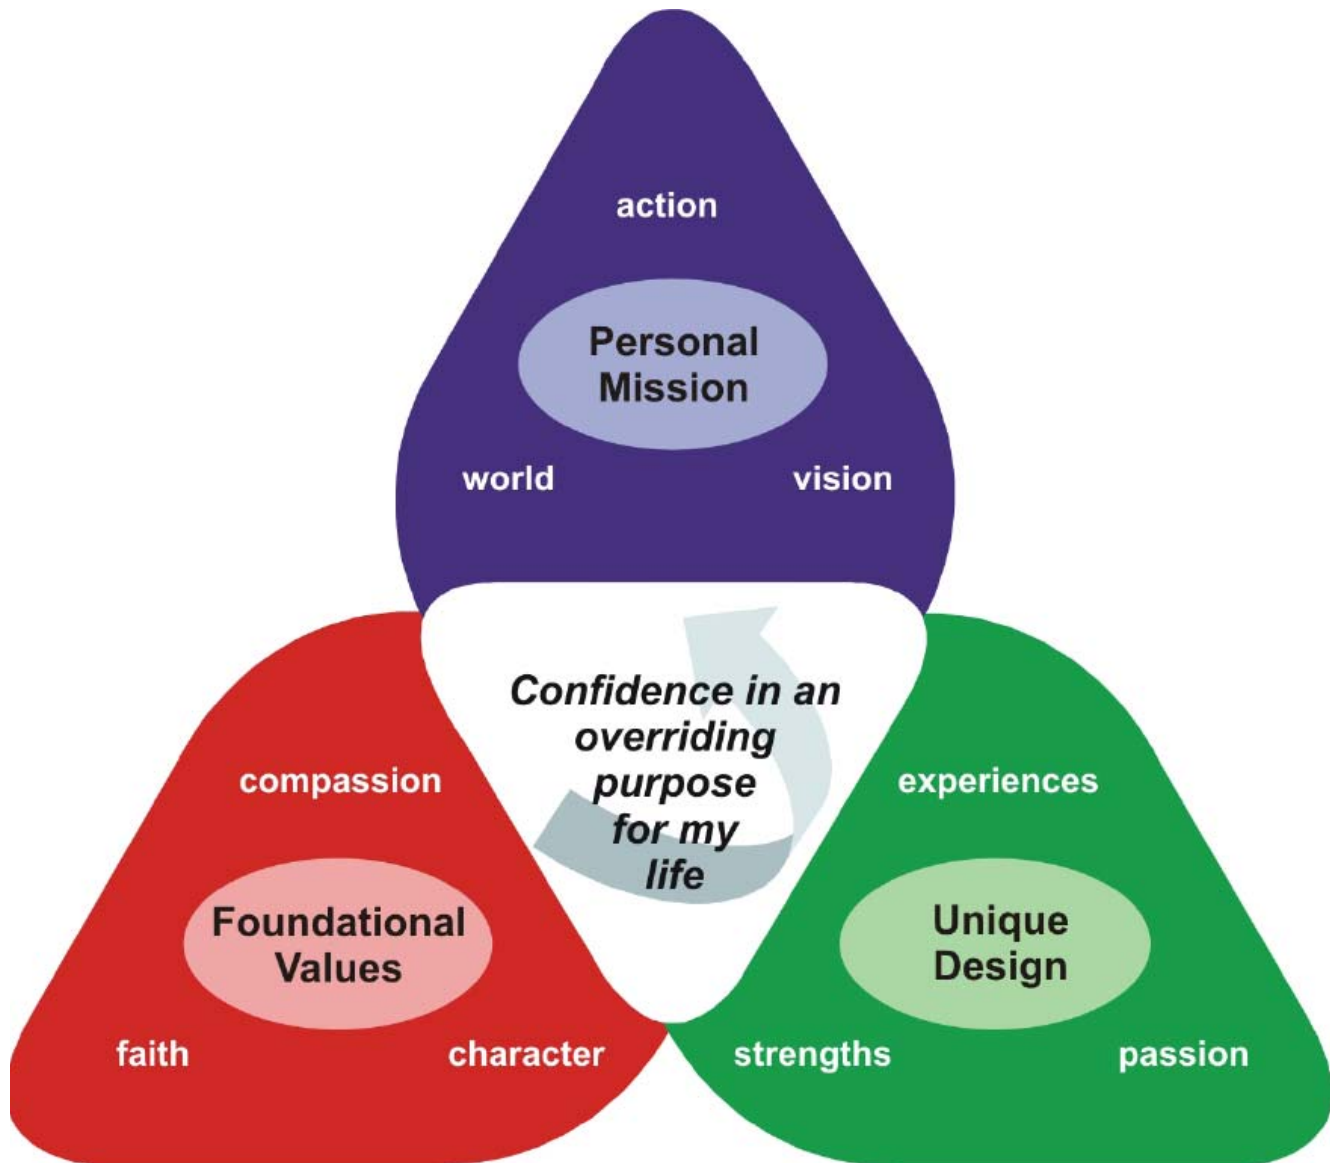 action
Personal
Mission
world
vision
Confidence in an
overriding
purpose
for my
life
compassion
Foundational
Values
faith
character
experiences
Unique
Design
strengths
passion